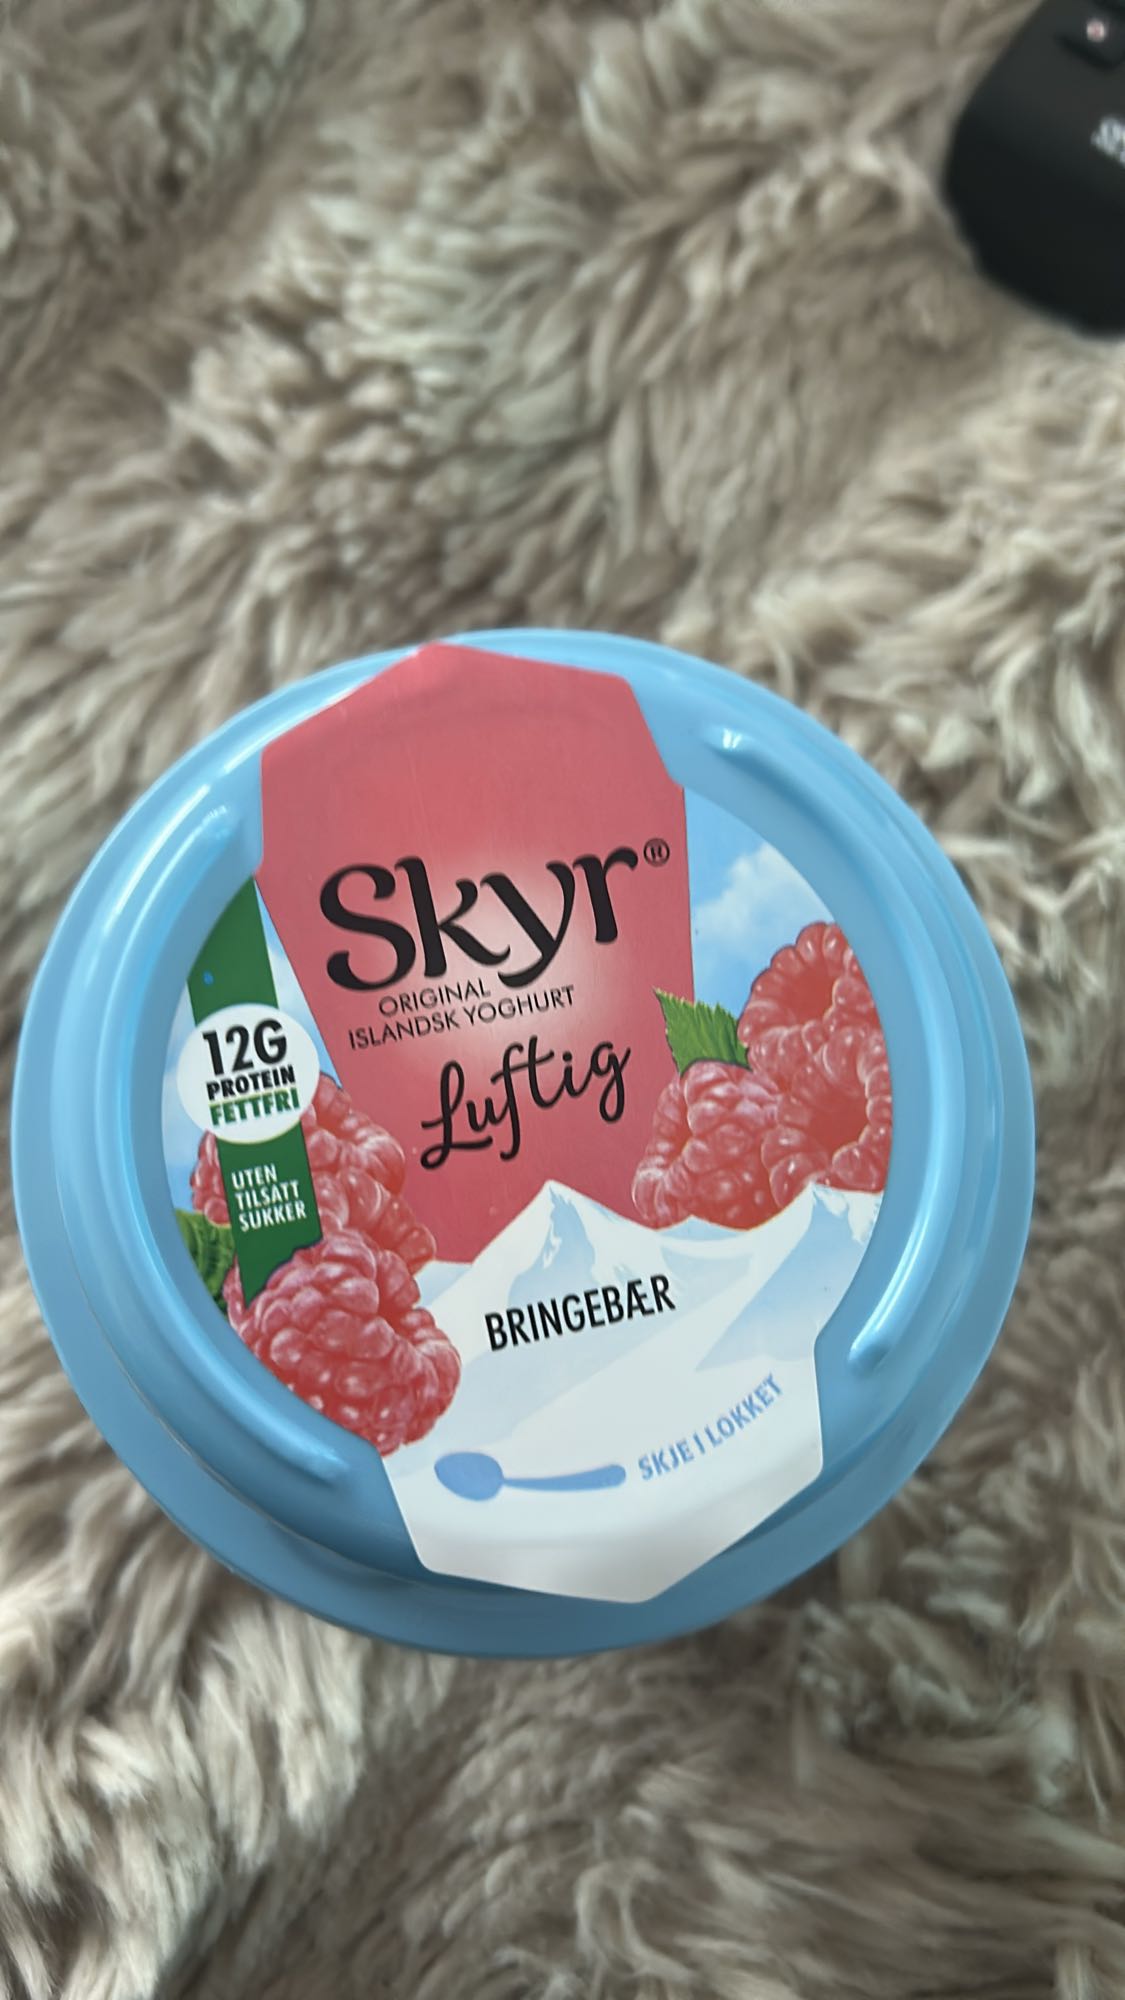 Skyr®
ORIGINAL
ISLANDSK YOGHURT
Luftig
12G
PROTEIN
FETTFRI
UTEN
TILSATT
SUKKER
BRINGEBÆR
SKJE I LOKKET